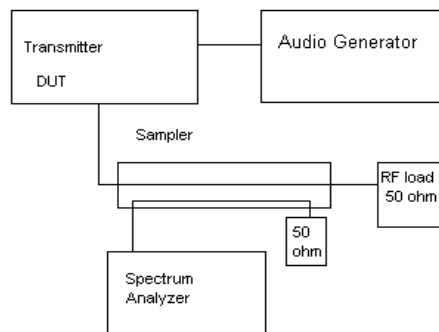 Transmitter
DUT
Audio Generator
Sampler
RF load
50 ohm
50
ohm
Spectrum
Analyzer